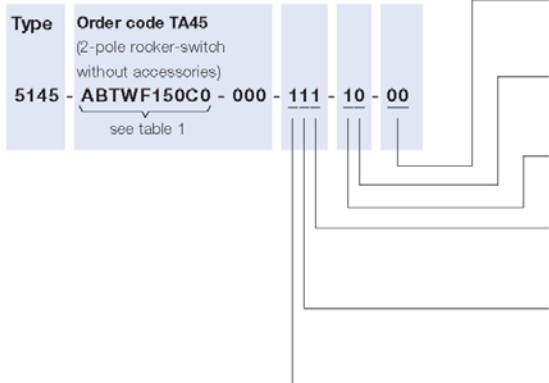 Type Order code TA45
(2-pole rocker-switch
without accessories)
5145 - ABTWF150C0 - 000 - 111 - 10 - 00
see table 1